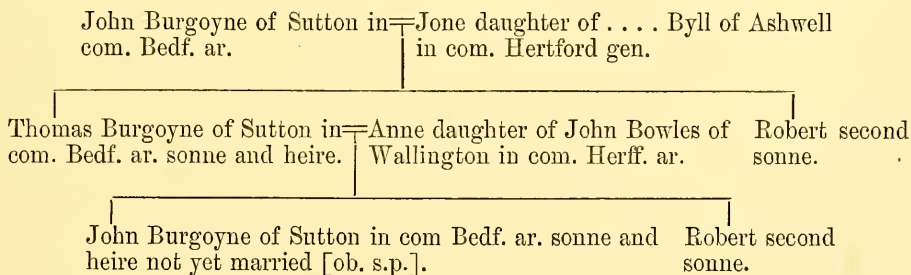 John Burgoyne of Sutton in=Jone daughter of . . . . Byll of Ashwell
com. Bedf. ar. in com. Hertford gen.
Thomas Burgoyne of Sutton in=Anne daughter of John Bowles of Robert second
com. Bedf. ar. sonne and heire. Wallington in com. Herff. ar. sonne.
John Burgoyne of Sutton in com Bedf. ar. sonne and Robert second
heire not yet married [ob. s.p.]. sonne.